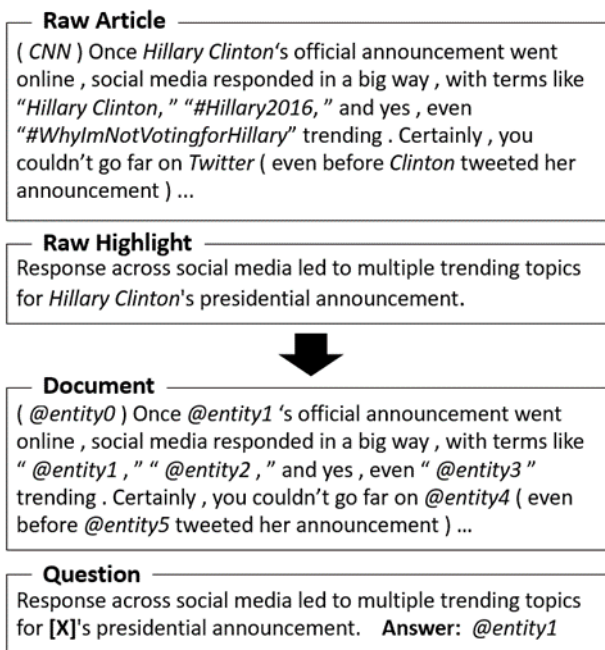 Raw Article
( CNN ) Once Hillary Clinton‘s official announcement went
online , social media responded in a big way , with terms like
“Hillary Clinton, ” “#Hillary2016, ” and yes , even
“#WhyImNotVotingforHillary” trending . Certainly , you
couldn’t go far on Twitter ( even before Clinton tweeted her
announcement ) ...
Raw Highlight
Response across social media led to multiple trending topics
for Hillary Clinton's presidential announcement.
Document
( @entity0 ) Once @entity1 ‘s official announcement went
online , social media responded in a big way , with terms like
“ @entity1 , ” “ @entity2 , ” and yes , even “ @entity3 ”
trending . Certainly , you couldn’t go far on @entity4 ( even
before @entity5 tweeted her announcement ) ...
Question
Response across social media led to multiple trending topics
for [X]'s presidential announcement. Answer: @entity1